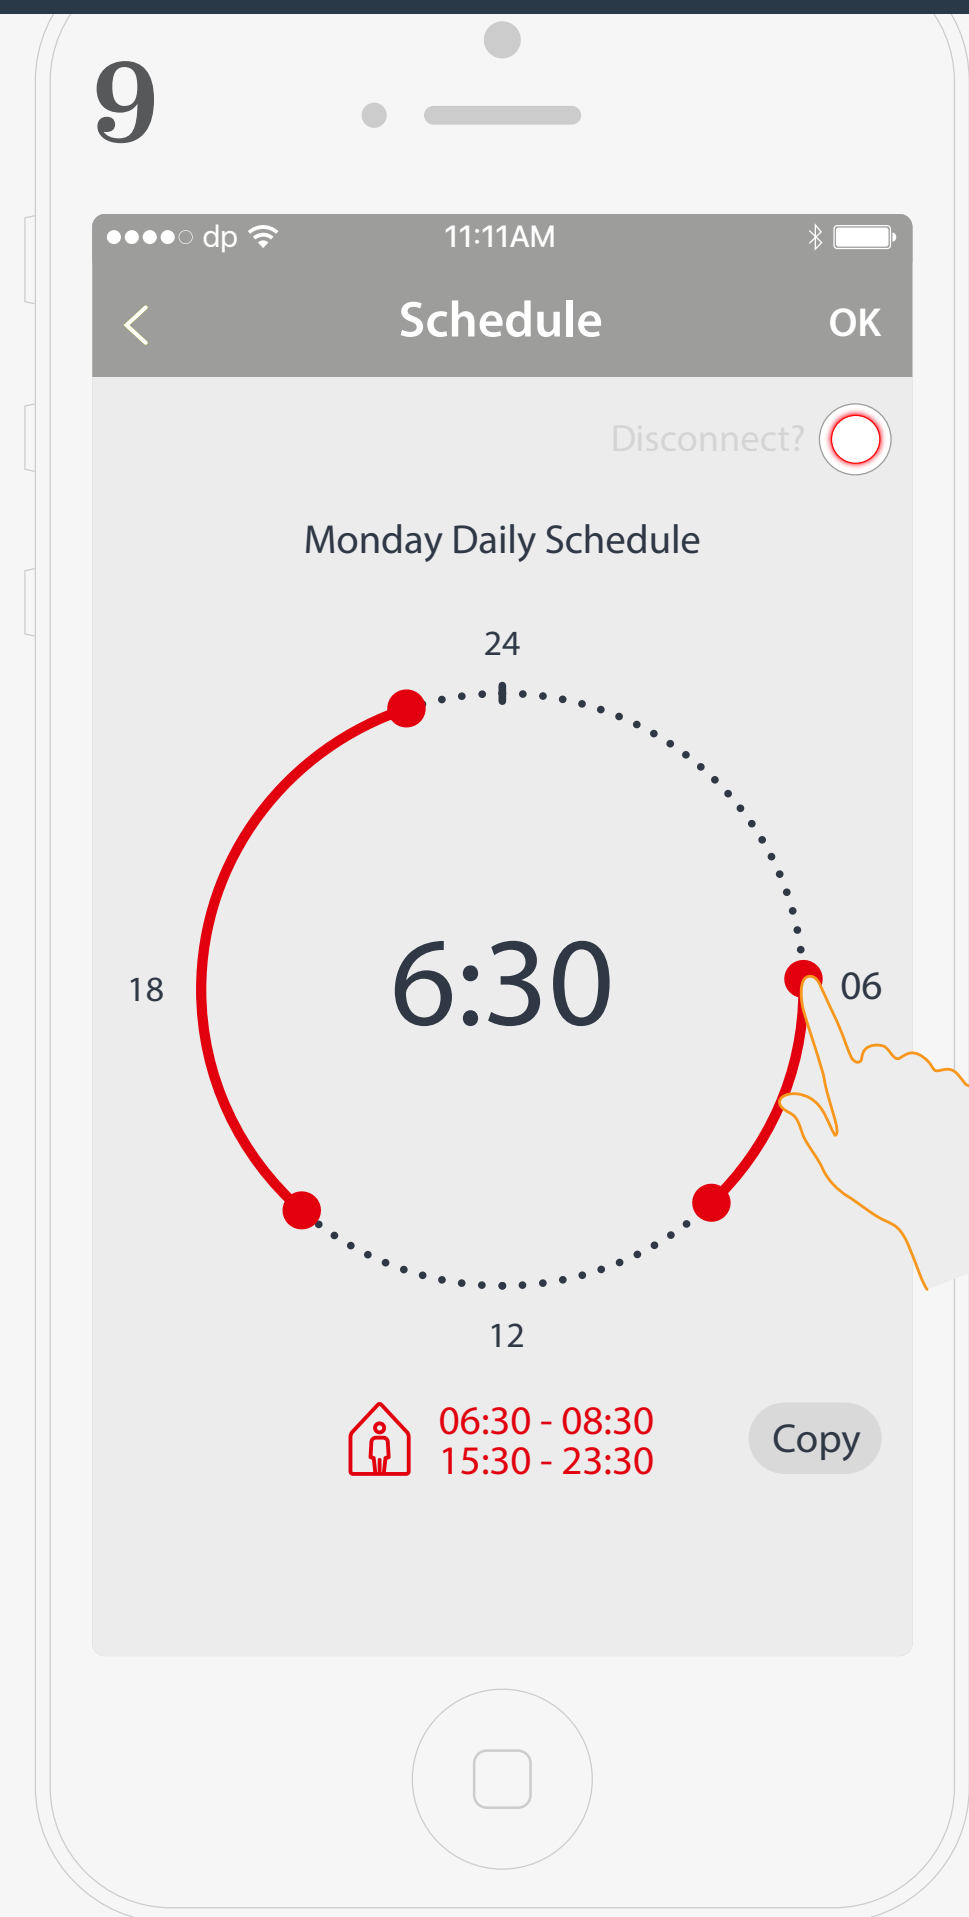 9
dp 11:11AM
Schedule OK
Disconnect?
Monday Daily Schedule
24
18 6:30 06
12
06:30 - 08:30
15:30 - 23:30
Copy